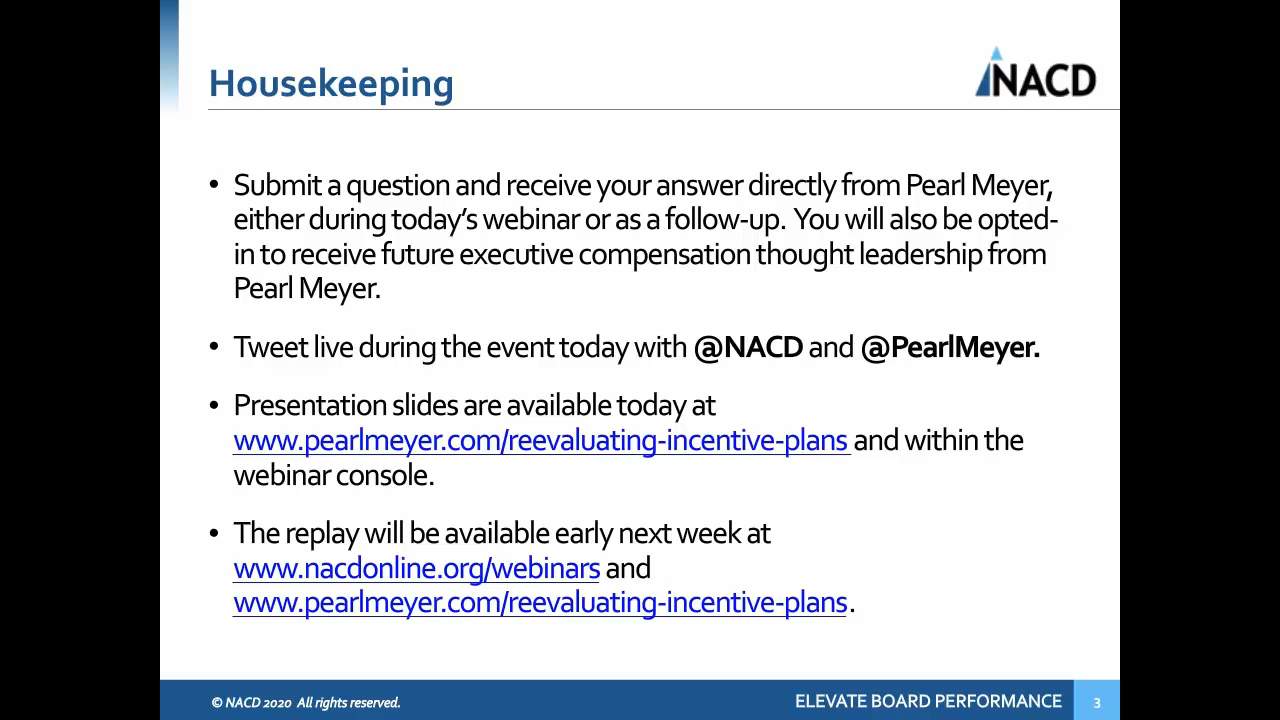 Housekeeping
NACD
• Submit a question and receive your answer directly from Pearl Meyer,
either during today's webinar or as a follow-up. You will also be opted-
in to receive future executive compensation thought leadership from
Pearl Meyer.
• Tweet live during the event today with @NACD and @PearlMeyer.
• Presentation slides are available today at
www.pearlmeyer.com/reevaluating-incentive-plans and within the
webinar console.
• The replay will be available early next week at
www.nacdonline.org/webinars and
www.pearlmeyer.com/reevaluating-incentive-plans.
© NACD 2020 All rights reserved.
ELEVATE BOARD PERFORMANCE
3